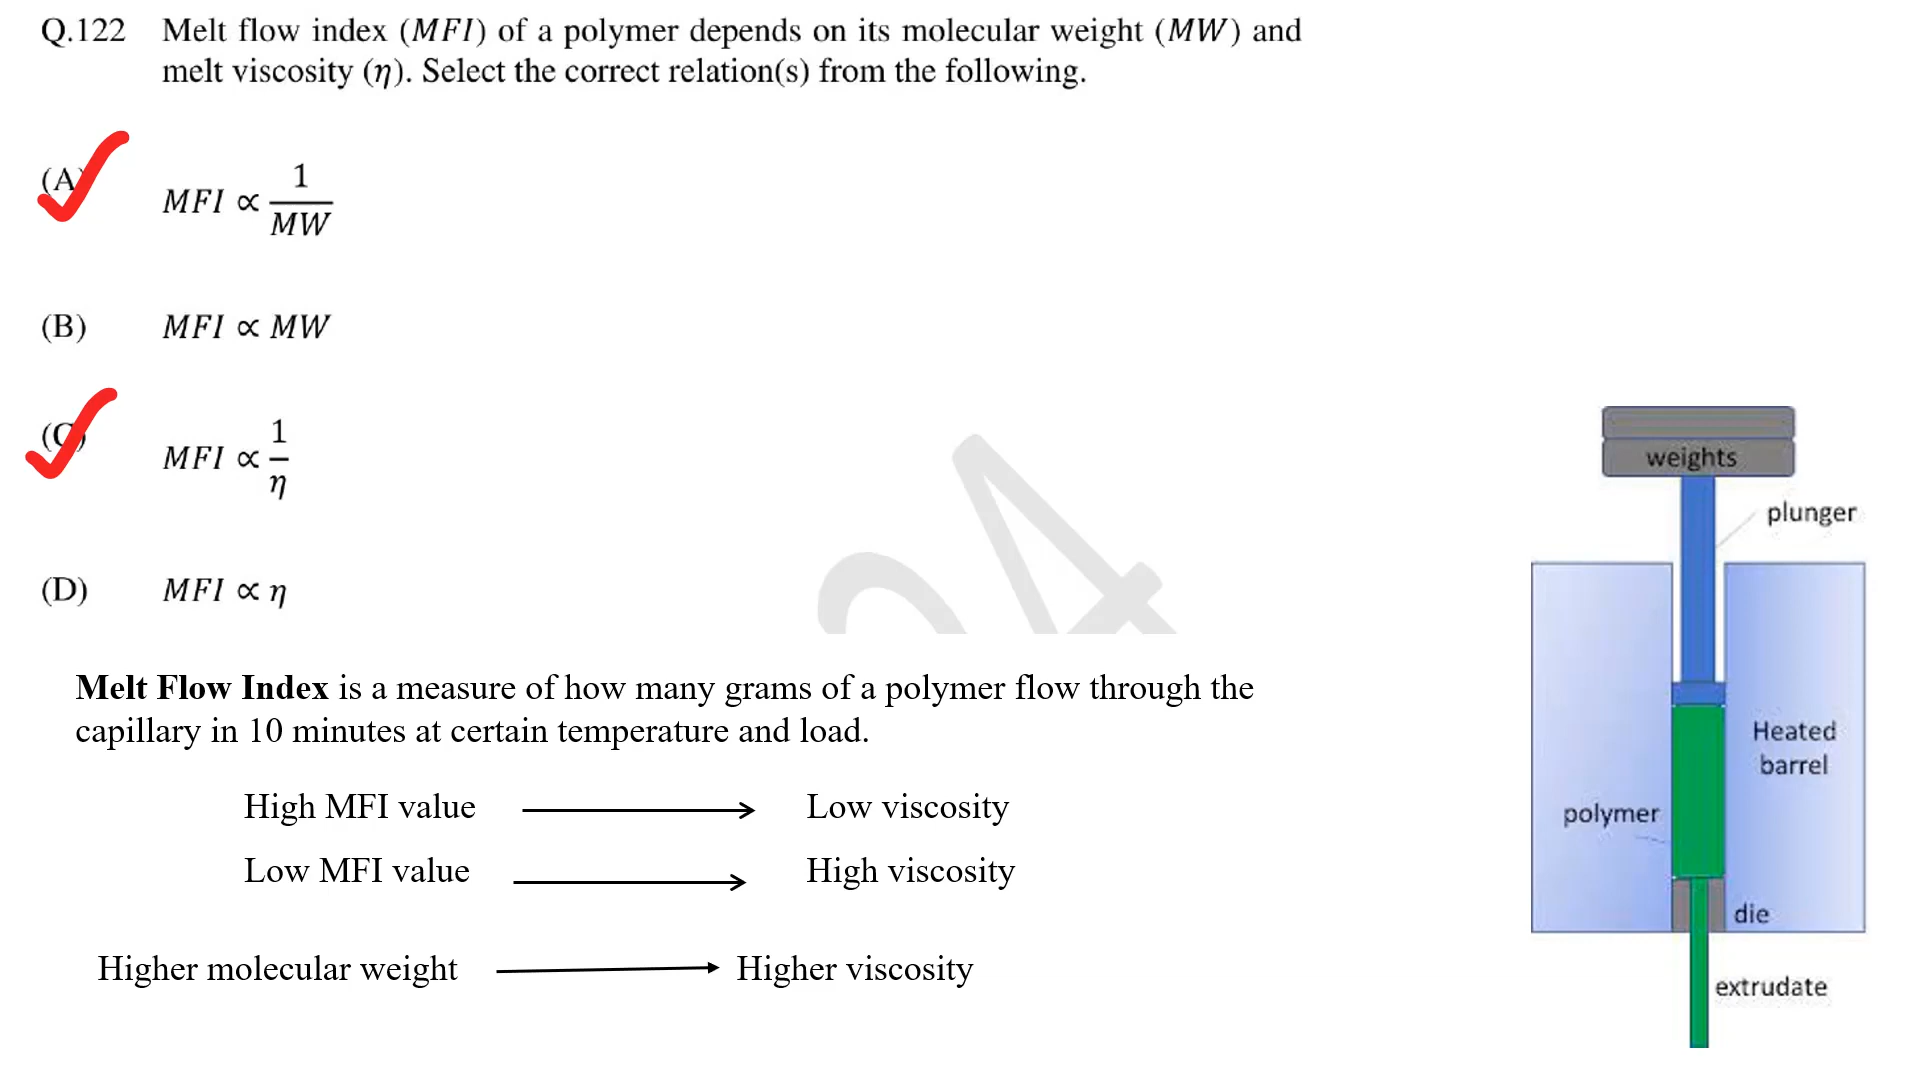 Q.122 Melt flow index (MFI) of a polymer depends on its molecular weight (MW) and
melt viscosity (η). Select the correct relation(s) from the following.
(A) MFI ∝ 1/MW
(B) MFI ∝ MW
(C) MFI ∝ 1/η
(D) MFI ∝ η
Melt Flow Index is a measure of how many grams of a polymer flow through the
capillary in 10 minutes at certain temperature and load.
High MFI value → Low viscosity
Low MFI value → High viscosity
Higher molecular weight → Higher viscosity
weights
plunger
Heated
barrel
polymer
die
extrudate
24